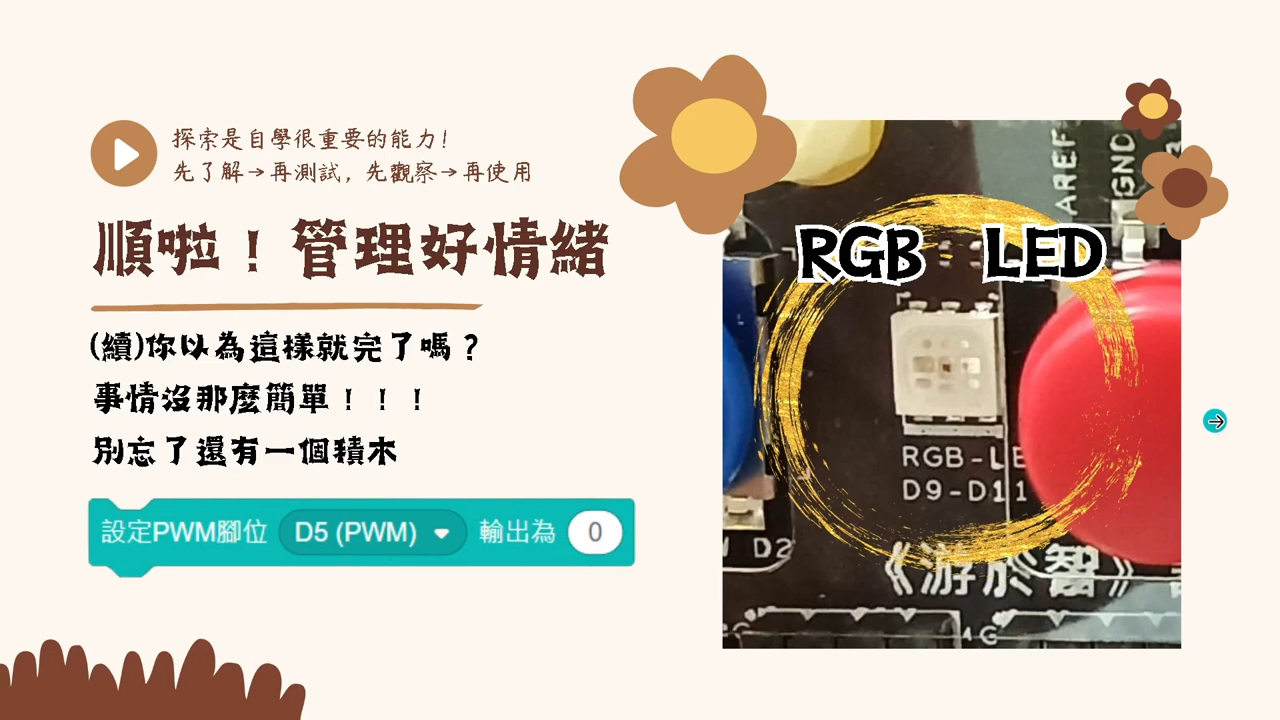 探索是自學很重要的能力！
先了解→再測試，先觀察→再使用
順啦！管理好情緒
(續)你以為這樣就完了嗎？
事情沒那麼簡單！！！
別忘了還有一個積木
設定PWM腳位 D5 (PWM) 輸出為 0
AREF
GND
RGB LED
RGB-LE
D9-D11
D2
《游於智》